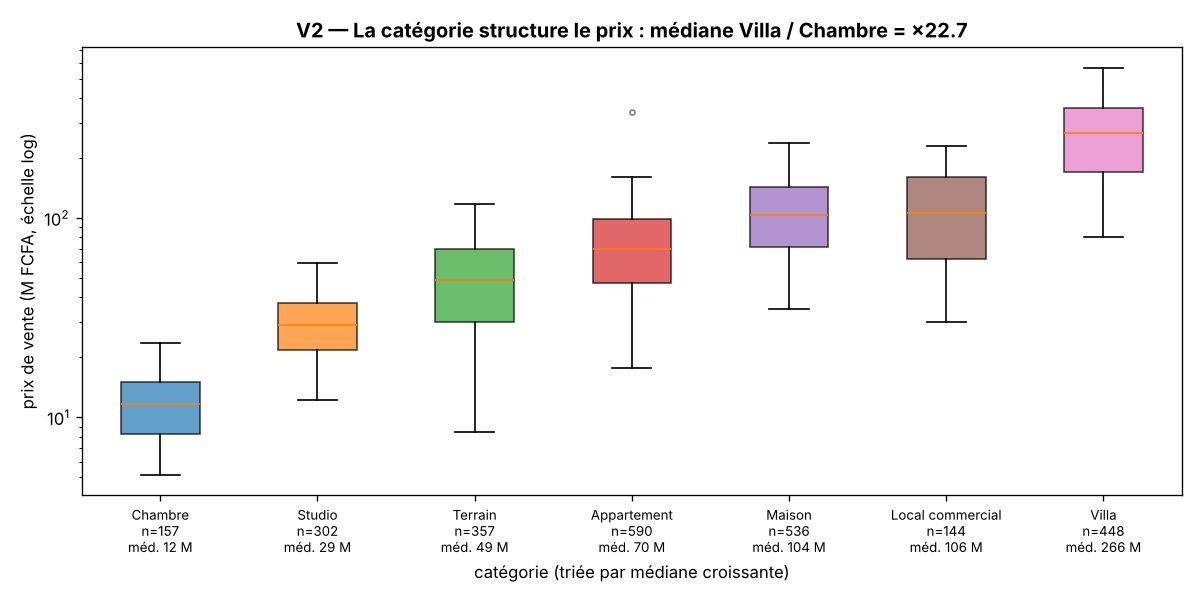 V2 — La catégorie structure le prix : médiane Villa / Chambre = ×22.7
prix de vente (M FCFA, échelle log)
10²
10¹
Chambre
n=157
méd. 12 M
Studio
n=302
méd. 29 M
Terrain
n=357
méd. 49 M
Appartement
n=590
méd. 70 M
Maison
n=536
méd. 104 M
Local commercial
n=144
méd. 106 M
Villa
n=448
méd. 266 M
catégorie (triée par médiane croissante)